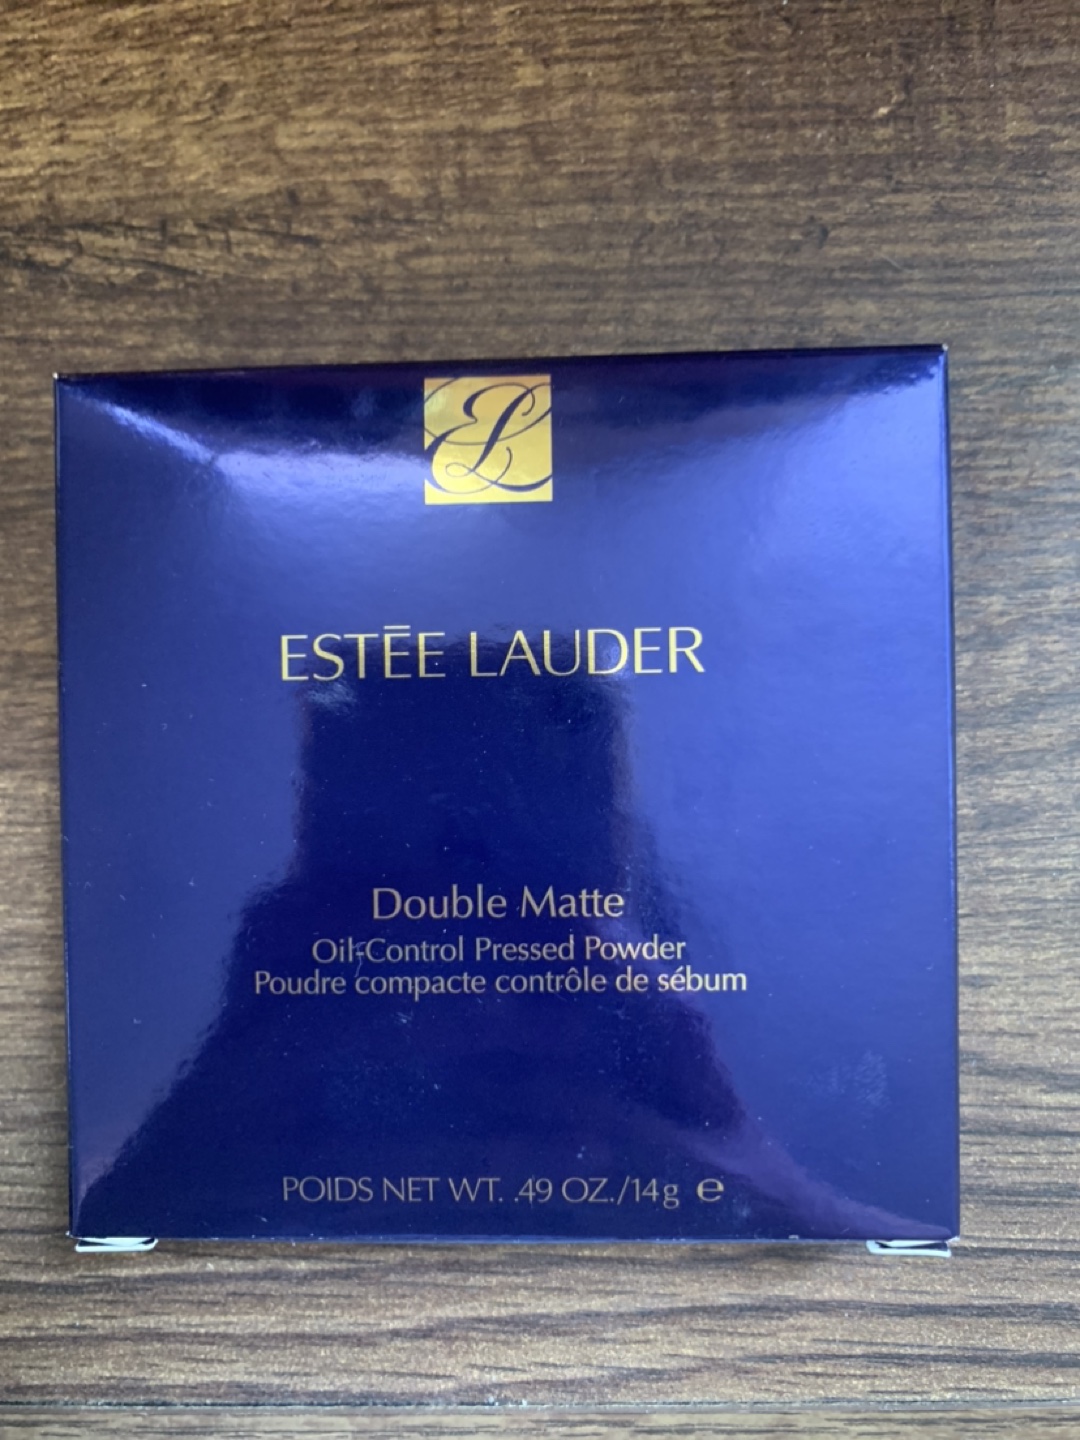 EL
ESTĒE LAUDER
Double Matte
Oil-Control Pressed Powder
Poudre compacte contrôle de sébum
POIDS NET WT. .49 OZ./14g ℮